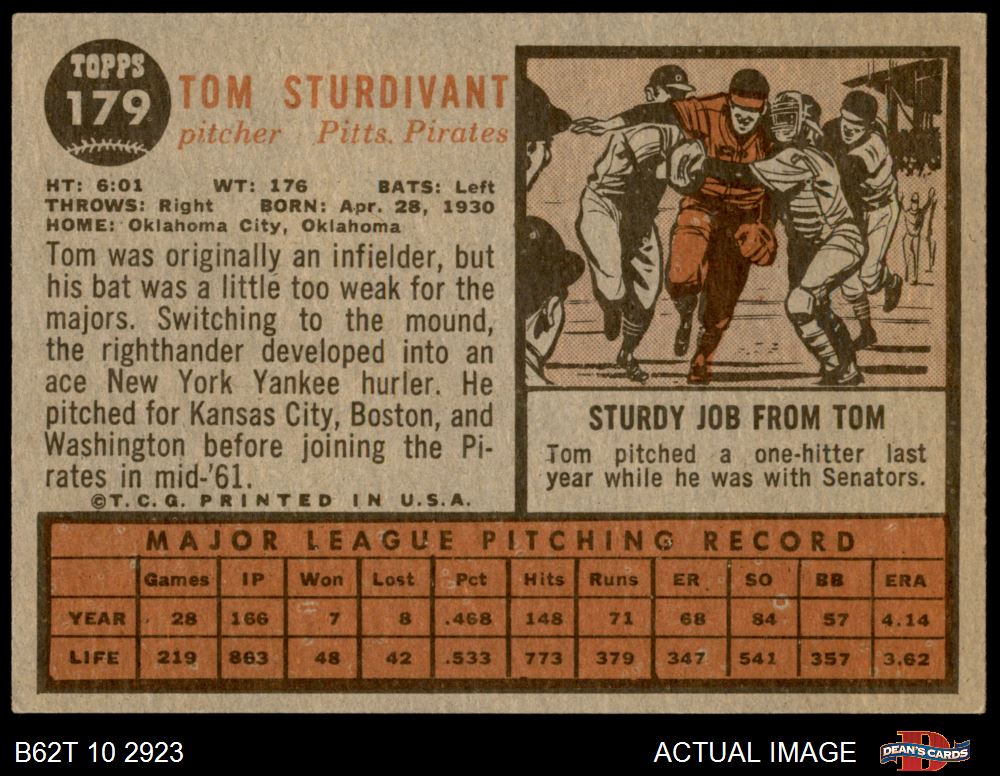 TOPPS
179
TOM STURDIVANT
pitcher Pitts. Pirates
HT: 6:01 WT: 176 BATS: Left
THROWS: Right BORN: Apr. 28, 1930
HOME: Oklahoma City, Oklahoma
Tom was originally an infielder, but
his bat was a little too weak for the
majors. Switching to the mound,
the righthander developed into an
ace New York Yankee hurler. He
pitched for Kansas City, Boston, and
Washington before joining the Pi-
rates in mid-'61.
©T.C.G. PRINTED IN U.S.A.
STURDY JOB FROM TOM
Tom pitched a one-hitter last
year while he was with Senators.
MAJOR LEAGUE PITCHING RECORD
Games IP Won Lost Pct Hits Runs ER SO BB ERA
YEAR 28 166 7 8 .468 148 71 68 84 57 4.14
LIFE 219 863 48 42 .533 773 379 347 541 357 3.62
B62T 10 2923 ACTUAL IMAGE DEAN'S CARDS